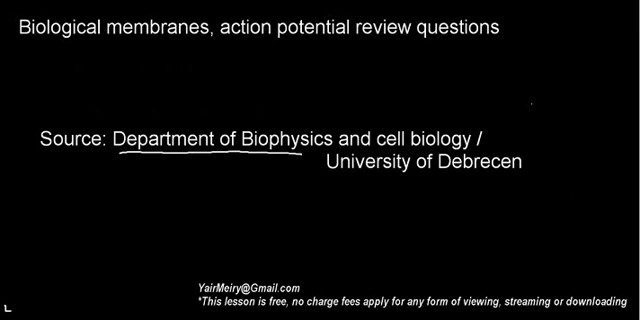 Biological membranes, action potential review questions
Source: Department of Biophysics and cell biology /
University of Debrecen
YairMeiry@Gmail.com
*This lesson is free, no charge fees apply for any form of viewing, streaming or downloading